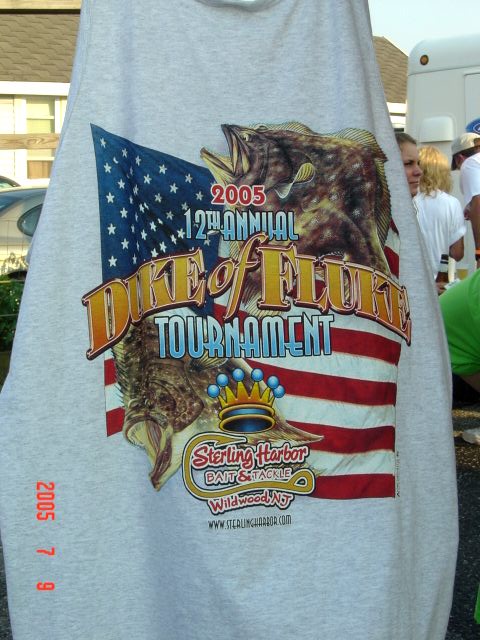 2005
12TH ANNUAL
DUKE of FLUKE
TOURNAMENT
Sterling Harbor
BAIT & TACKLE
Wildwood, NJ
WWW.STERLINGHARBOR.COM
2005 7 9